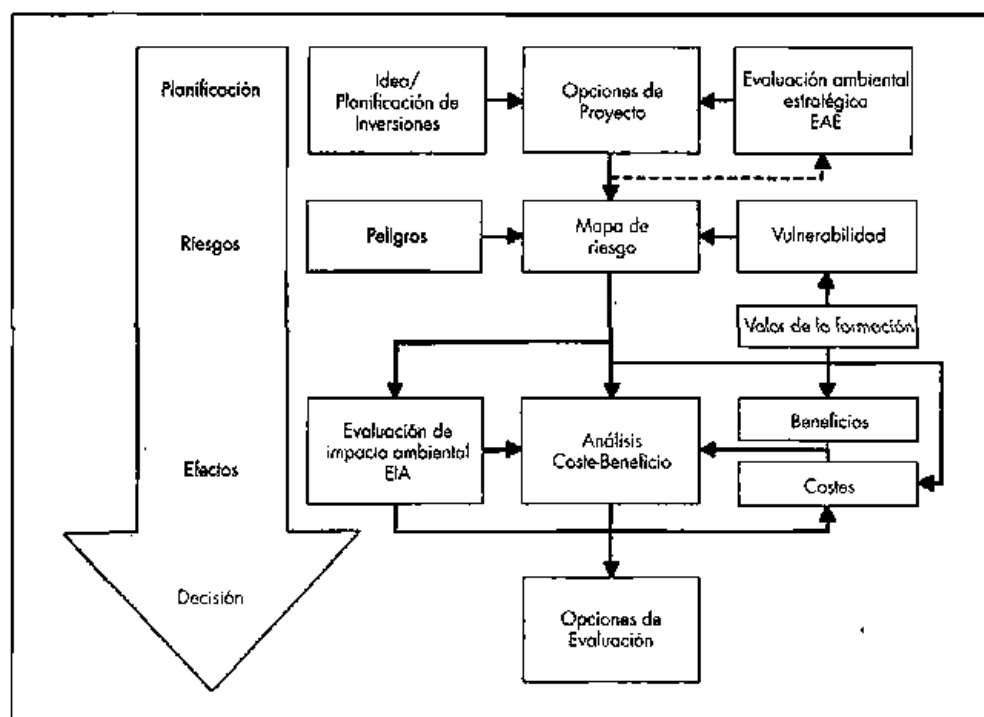 Planificación
Idea/
Planificación de
Inversiones
Opciones de
Proyecto
Evaluación ambiental
estratégica
EAE
Riesgos
Peligros
Mapa de
riesgo
Vulnerabilidad
Valor de la formación
Efectos
Evaluación de
impacto ambiental
EIA
Análisis
Coste-Beneficio
Beneficios
Costes
Decisión
Opciones de
Evaluación